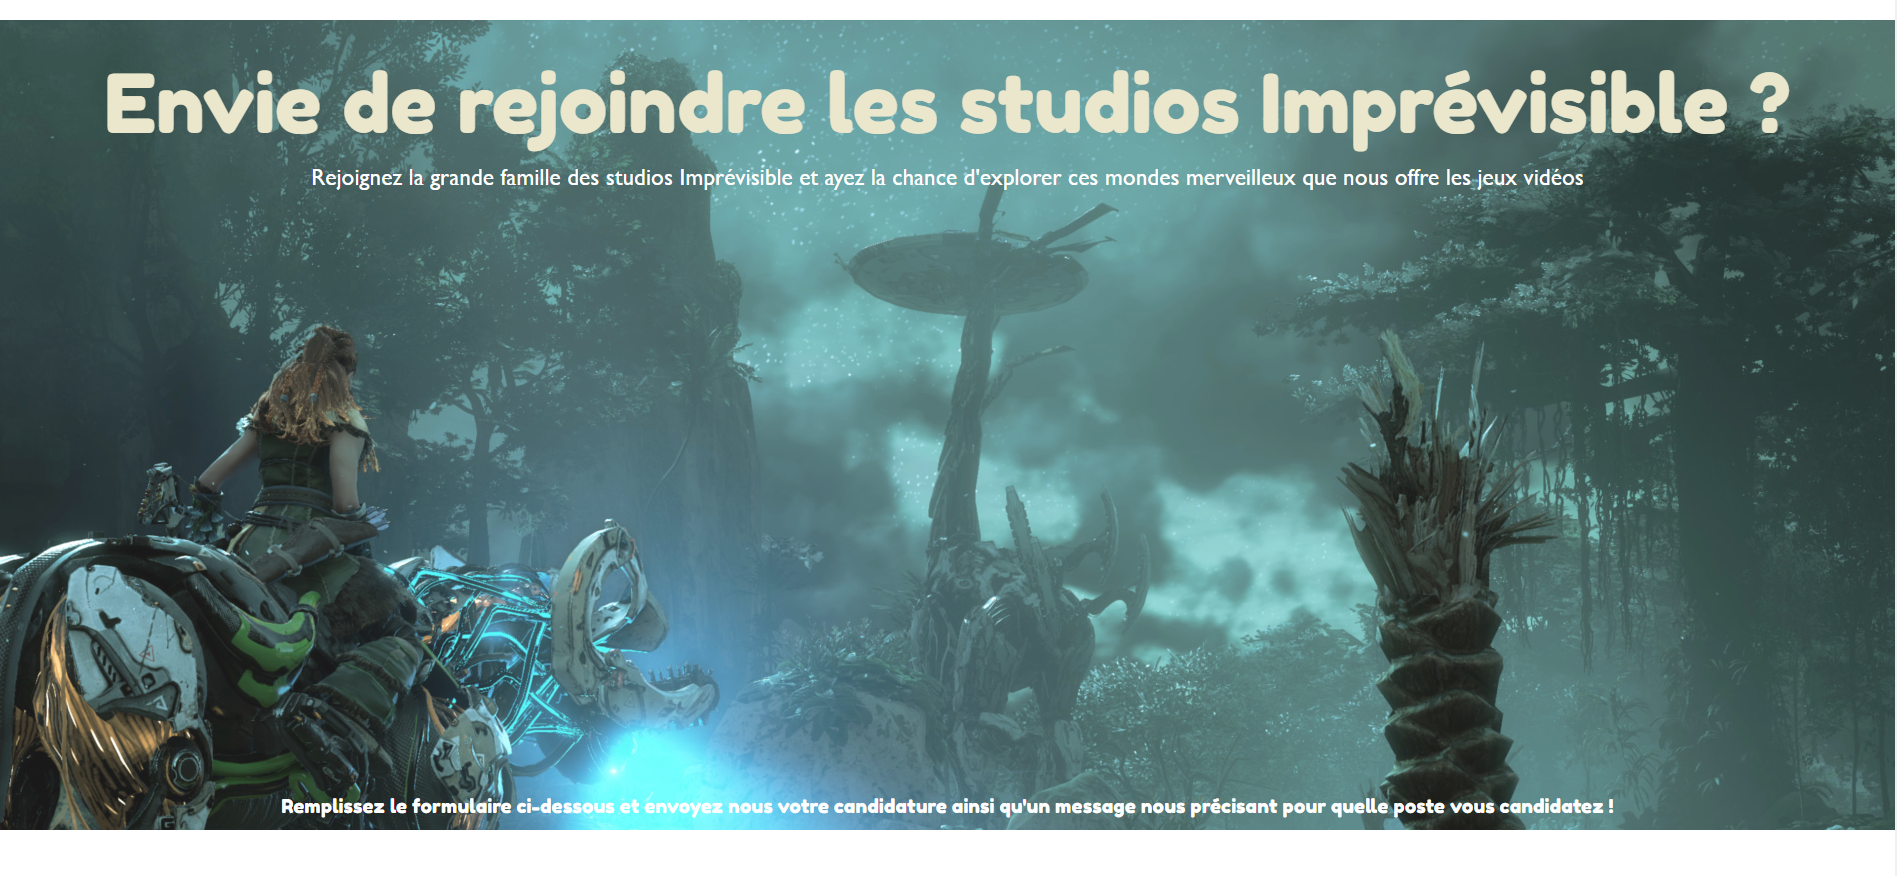 Envie de rejoindre les studios Imprévisible ?
Rejoignez la grande famille des studios Imprévisible et ayez la chance d'explorer ces mondes merveilleux que nous offre les jeux vidéos
Remplissez le formulaire ci-dessous et envoyez nous votre candidature ainsi qu'un message nous précisant pour quelle poste vous candidatez !